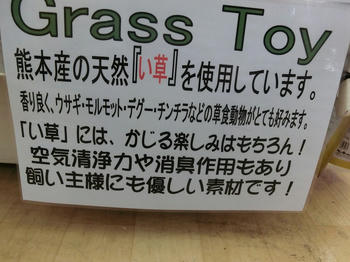 Grass Toy
熊本産の天然『い草』を使用しています。
香り良く、ウサギ・モルモット・デグー・チンチラなどの草食動物がとても好みます。
「い草」には、かじる楽しみはもちろん！
空気清浄力や消臭作用もあり
飼い主様にも優しい素材です！